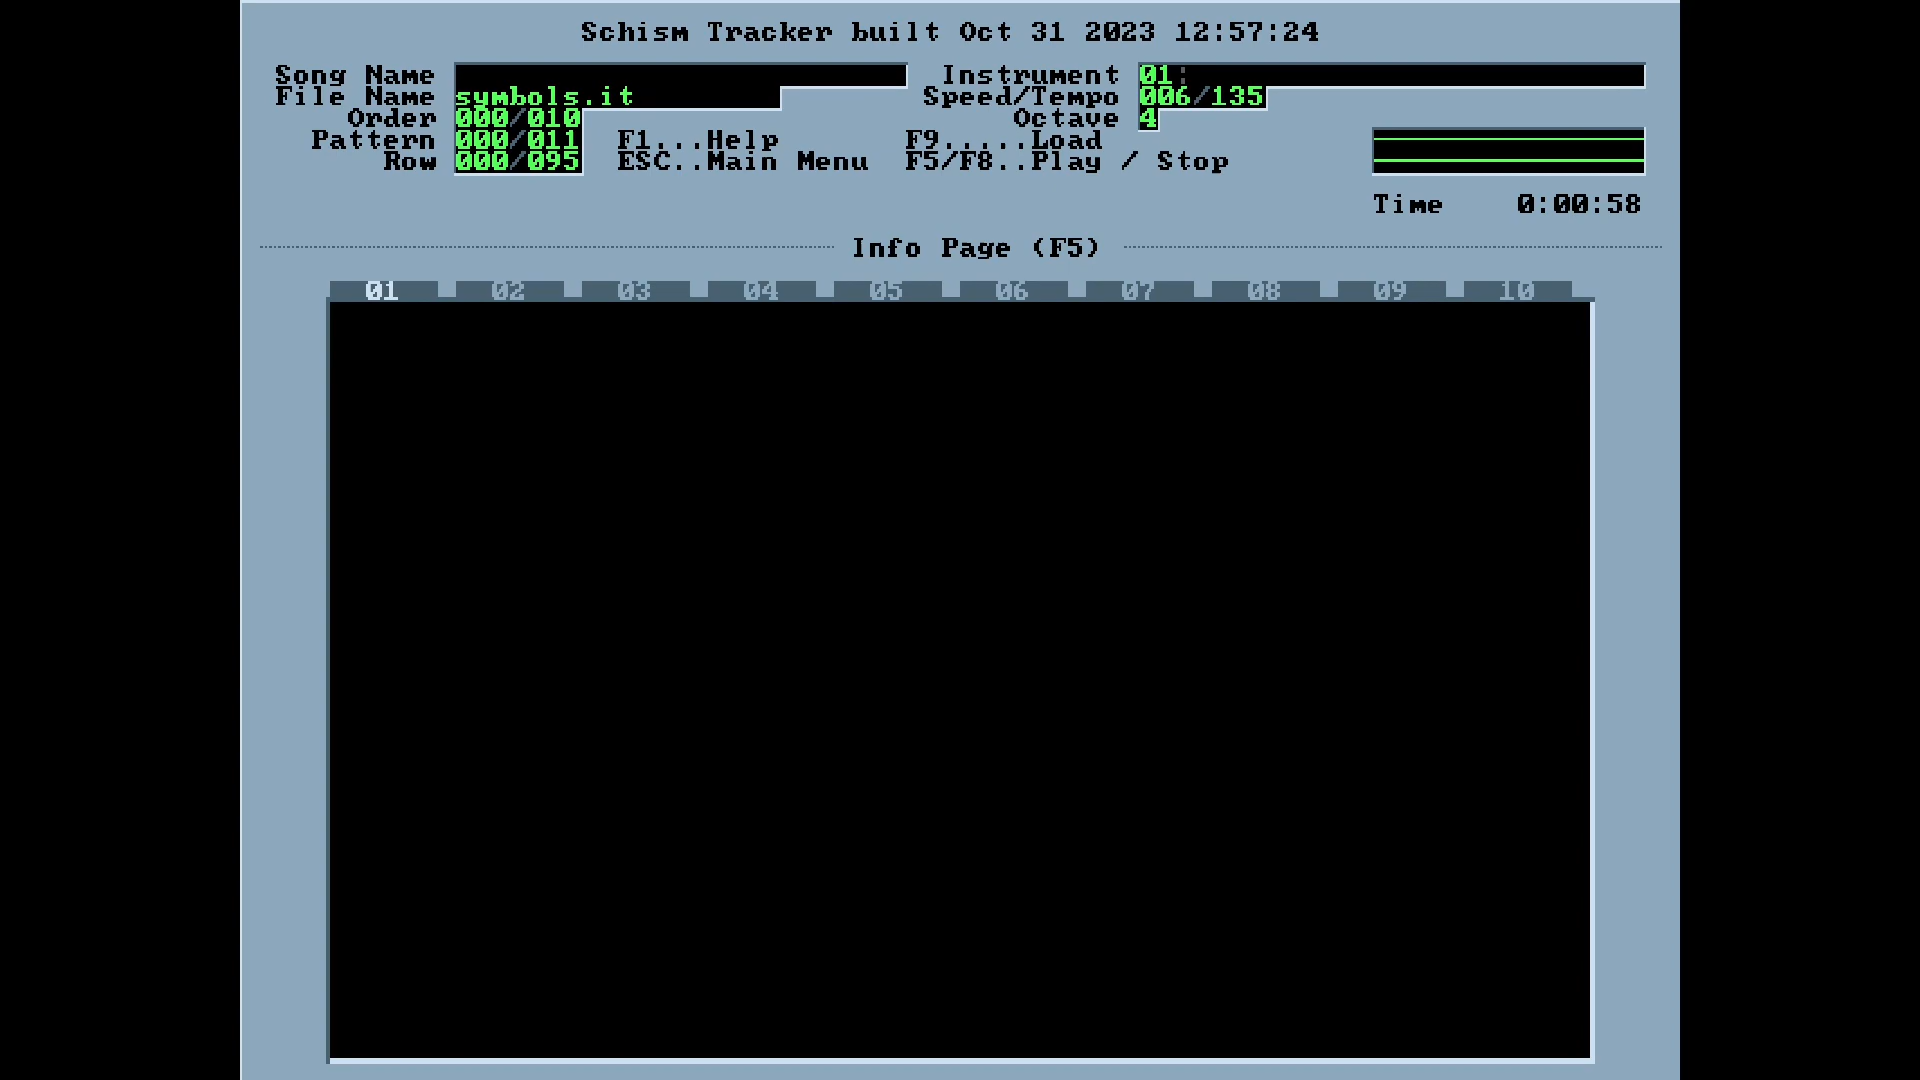 Schism Tracker built Oct 31 2023 12:57:24
Song Name Instrument 01:
File Name symbols.it Speed/Tempo 006/135
Order 000/010 Octave 4
Pattern 000/011 F1...Help F9.....Load
Row 000/095 ESC..Main Menu F5/F8..Play / Stop
Time 0:00:58
Info Page (F5)
01 02 03 04 05 06 07 08 09 10